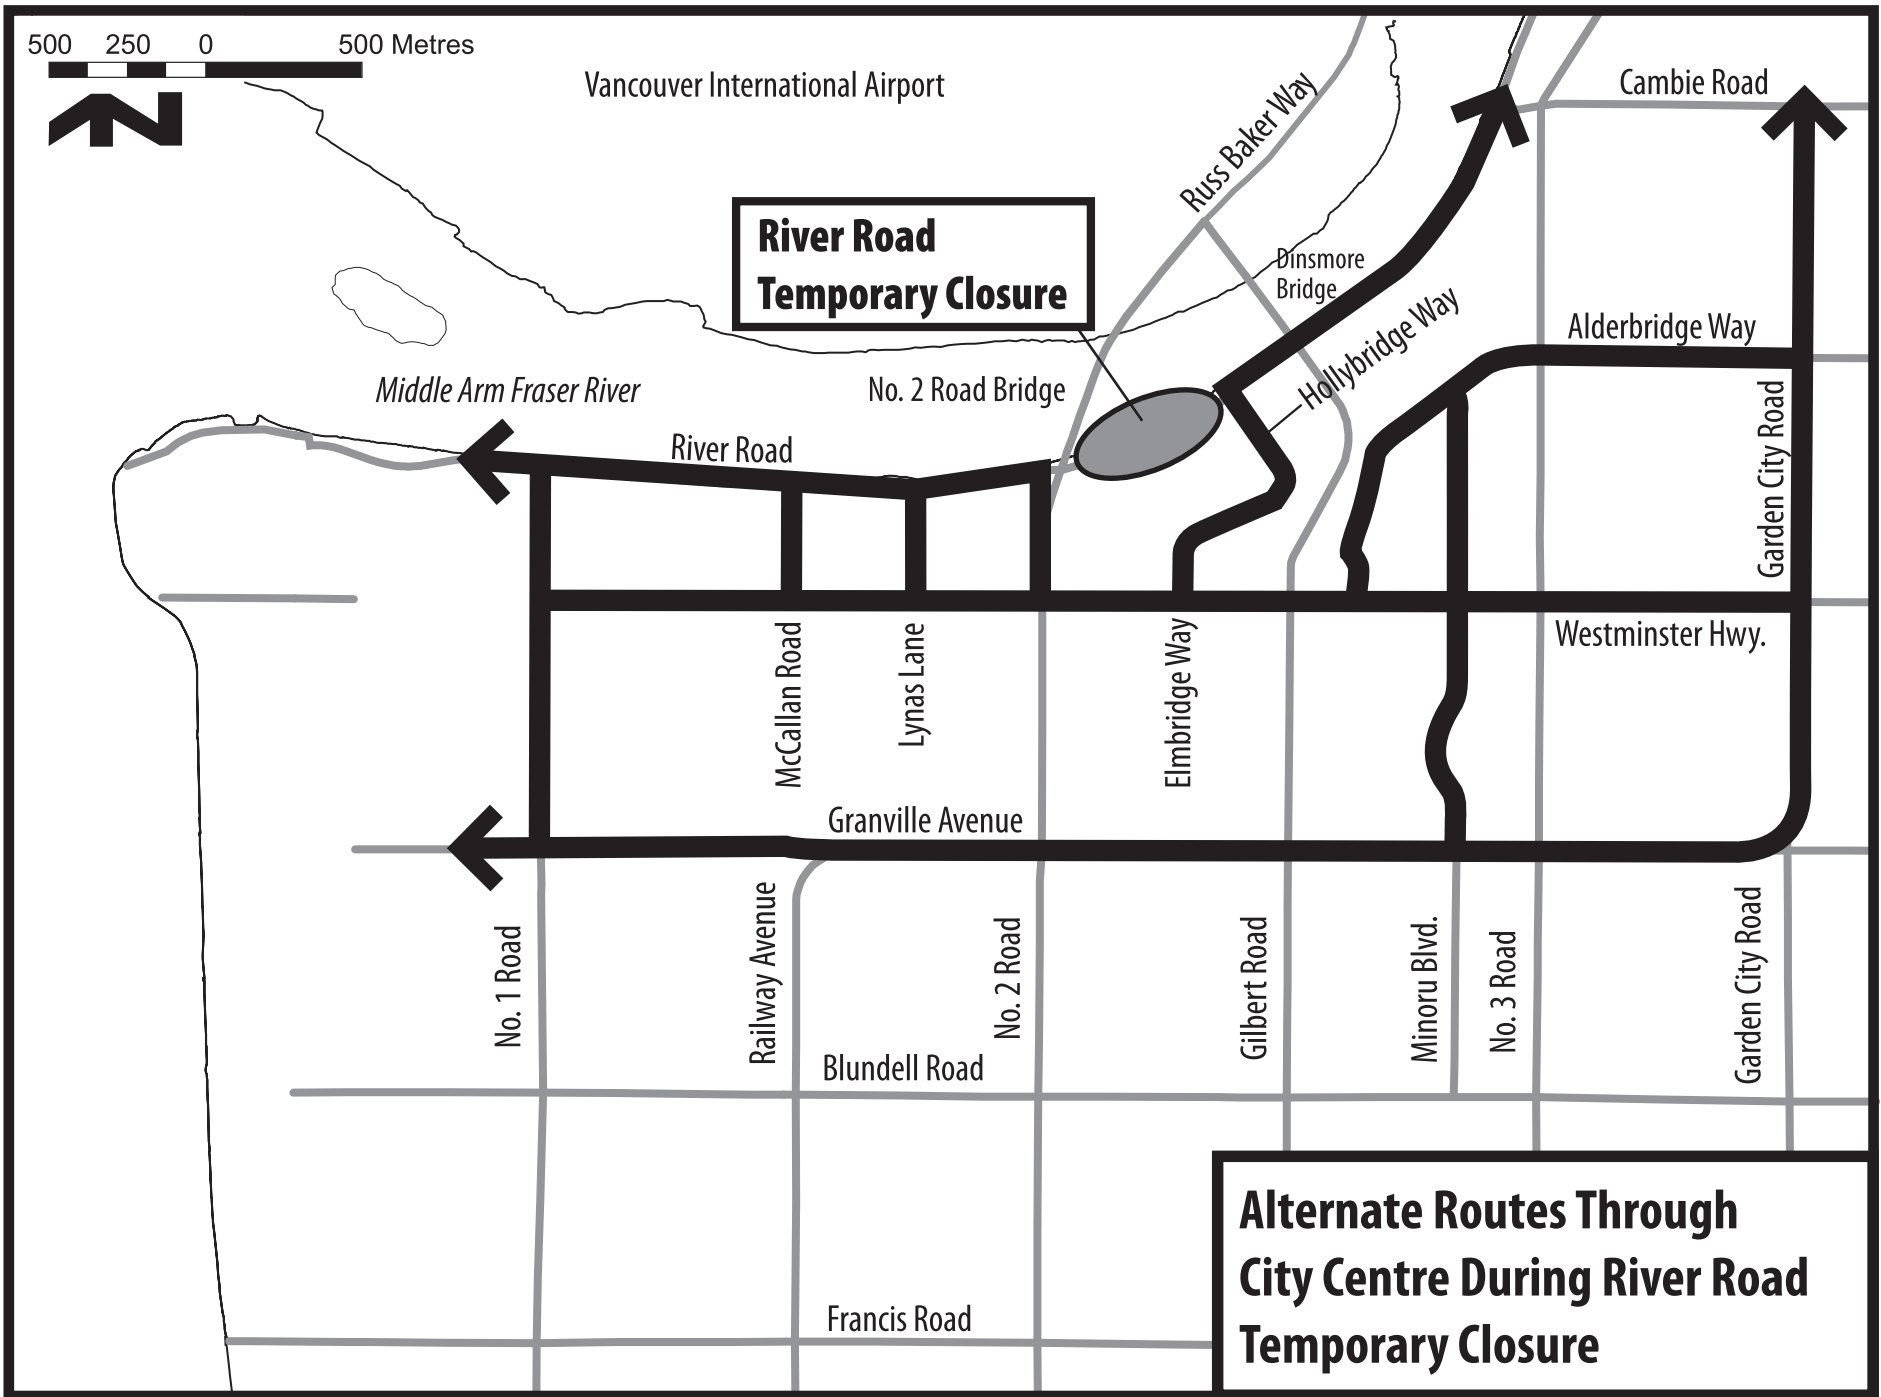 500 250 0 500 Metres
N
Vancouver International Airport
Russ Baker Way
Cambie Road
River Road
Temporary Closure
Dinsmore
Bridge
Hollybridge Way
Alderbridge Way
Middle Arm Fraser River
No. 2 Road Bridge
River Road
Garden City Road
Westminster Hwy.
McCallan Road
Lynas Lane
Elmbridge Way
Granville Avenue
No. 1 Road
Railway Avenue
No. 2 Road
Gilbert Road
Minoru Blvd.
No. 3 Road
Garden City Road
Blundell Road
Francis Road
Alternate Routes Through
City Centre During River Road
Temporary Closure